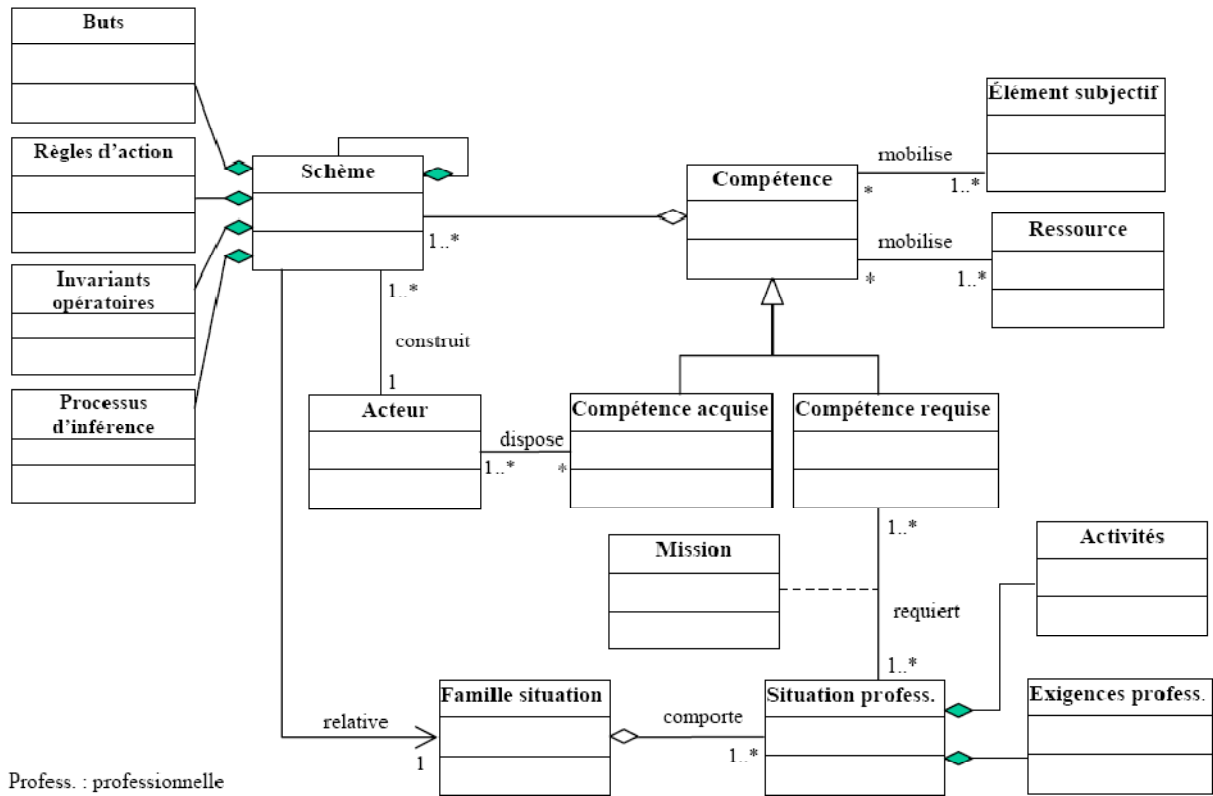 Buts
Élément subjectif
Règles d'action
Schème
mobilise
Compétence
*
1..*
1..*
mobilise
Ressource
*
1..*
Invariants
opératoires
1..*
construit
1
Processus
d'inférence
Acteur
dispose
1..*
*
Compétence acquise
Compétence requise
1..*
Mission
Activités
requiert
1..*
Famille situation
comporte
Situation profess.
Exigences profess.
relative
1
1..*
Profess. : professionnelle